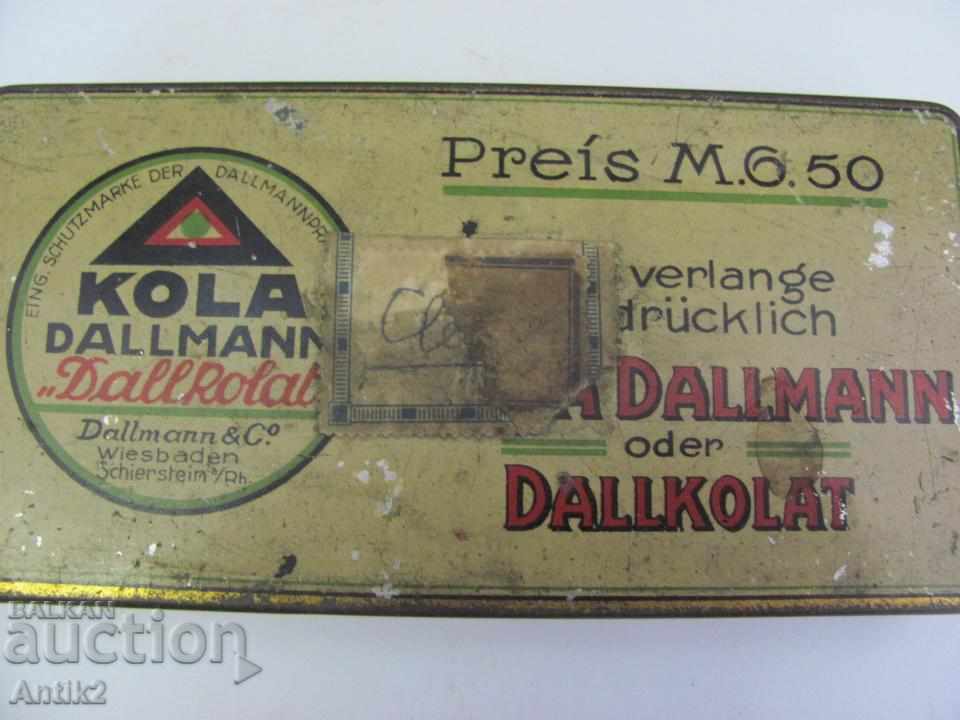 EING. SCHUTZMARKE DER DALLMANNPR
KOLA
DALLMANN
„Dallkolat
Dallmann & Co
Wiesbaden
Schierstein a/Rh.
Preis M. 6.50
verlange
drücklich
A DALLMANN
oder
DALLKOLAT
BALKAN
auction
Antik2